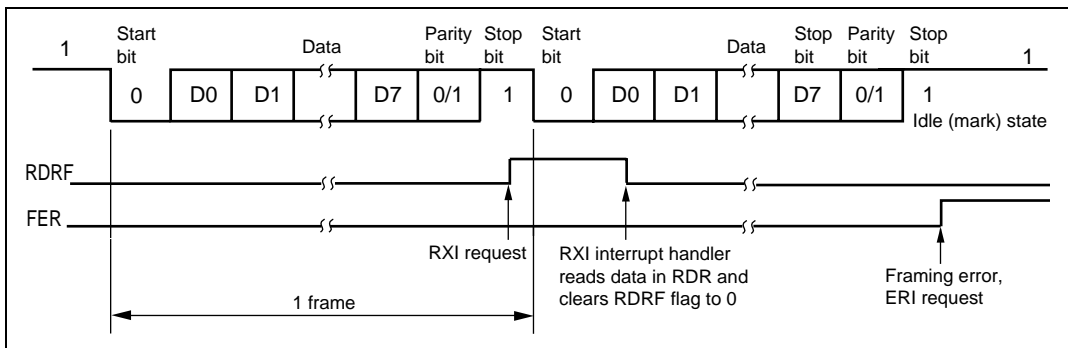 1 Start bit Data Parity bit Stop bit Start bit Data Stop bit Parity bit Stop bit 1
0 D0 D1 D7 0/1 1 0 D0 D1 D7 0/1 1
Idle (mark) state
RDRF
FER
RXI request
RXI interrupt handler
reads data in RDR and
clears RDRF flag to 0
Framing error,
ERI request
1 frame